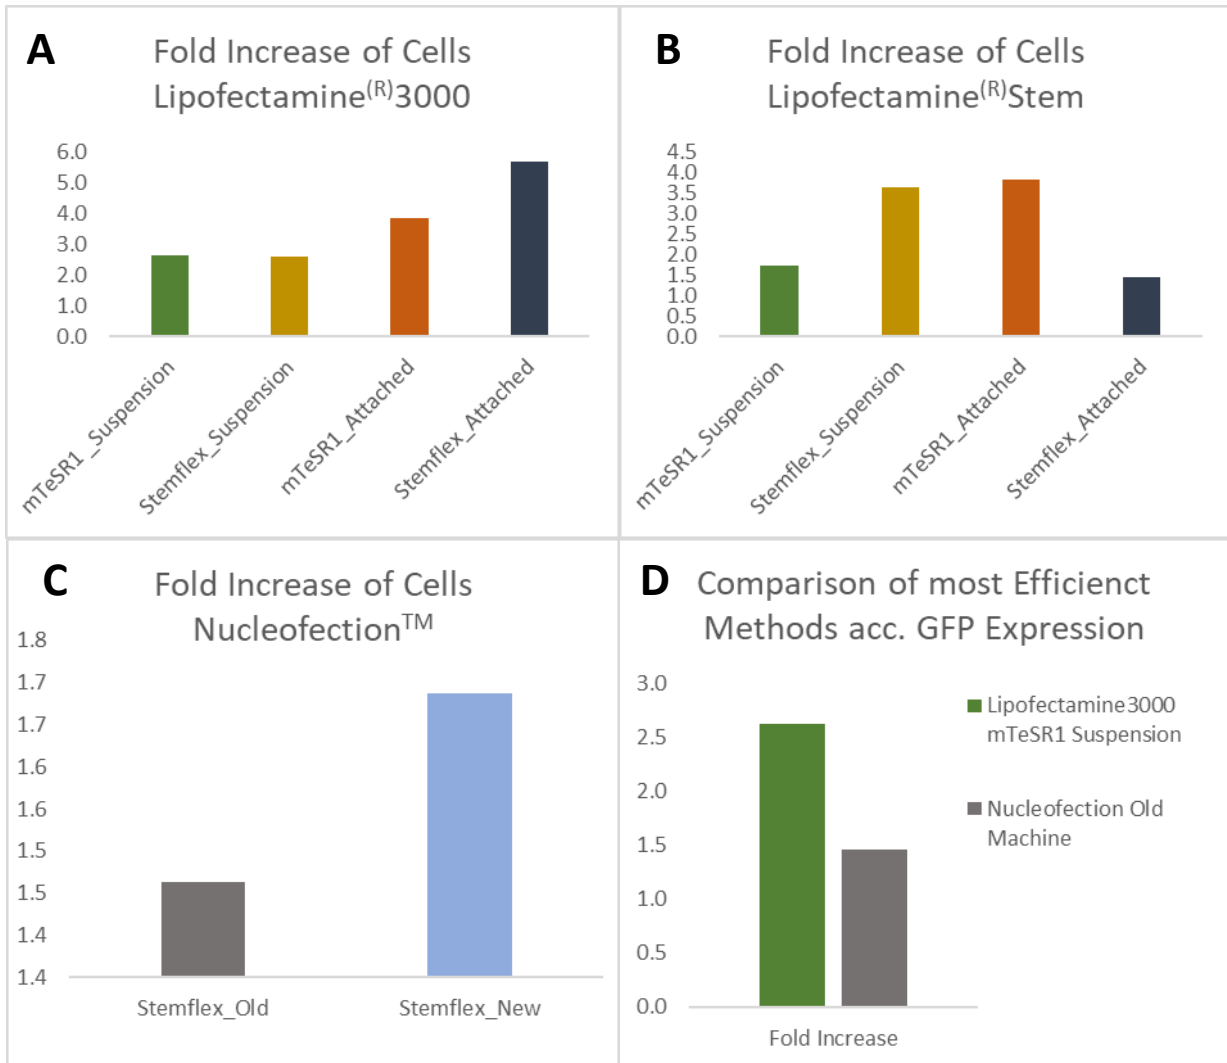 A
Fold Increase of Cells
Lipofectamine(R)3000
6.0
5.0
4.0
3.0
2.0
1.0
0.0
mTeSR1_Suspension
Stemflex_Suspension
mTeSR1_Attached
Stemflex_Attached
B
Fold Increase of Cells
Lipofectamine(R)Stem
4.5
4.0
3.5
3.0
2.5
2.0
1.5
1.0
0.5
0.0
mTeSR1_Suspension
Stemflex_Suspension
mTeSR1_Attached
Stemflex_Attached
C
Fold Increase of Cells
Nucleofection™
1.8
1.7
1.7
1.6
1.6
1.5
1.5
1.4
1.4
Stemflex_Old
Stemflex_New
D
Comparison of most Efficienct
Methods acc. GFP Expression
3.0
2.5
2.0
1.5
1.0
0.5
0.0
Fold Increase
Lipofectamine3000
mTeSR1 Suspension
Nucleofection Old
Machine